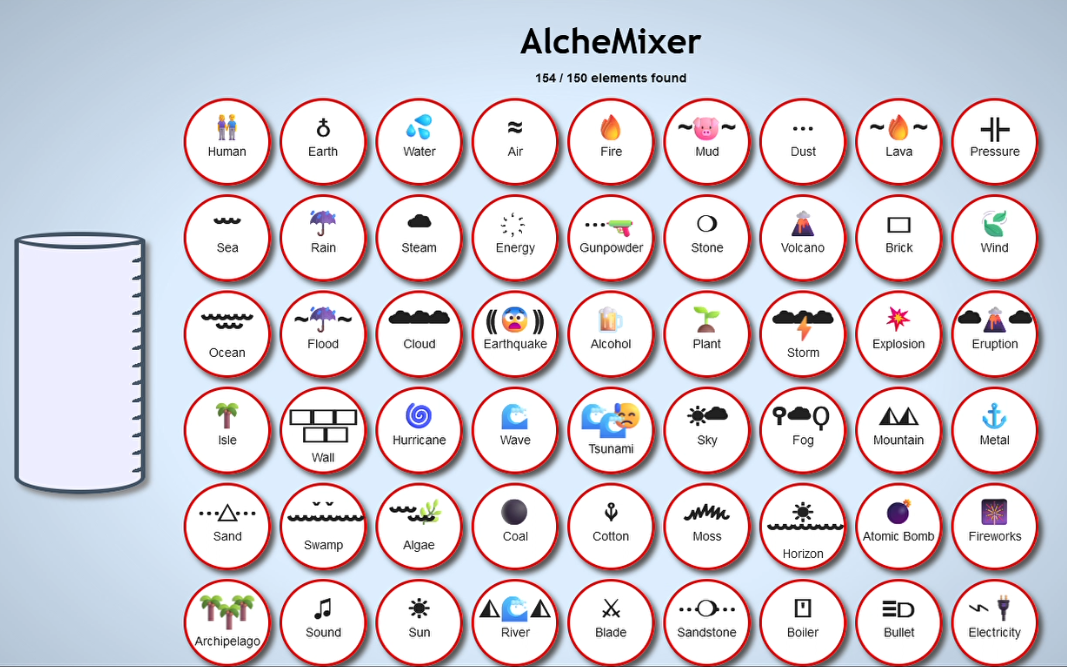 AlcheMixer
154 / 150 elements found
Human Earth Water Air Fire Mud Dust Lava Pressure
Sea Rain Steam Energy Gunpowder Stone Volcano Brick Wind
Ocean Flood Cloud Earthquake Alcohol Plant Storm Explosion Eruption
Isle Wall Hurricane Wave Tsunami Sky Fog Mountain Metal
Sand Swamp Algae Coal Cotton Moss Horizon Atomic Bomb Fireworks
Archipelago Sound Sun River Blade Sandstone Boiler Bullet Electricity